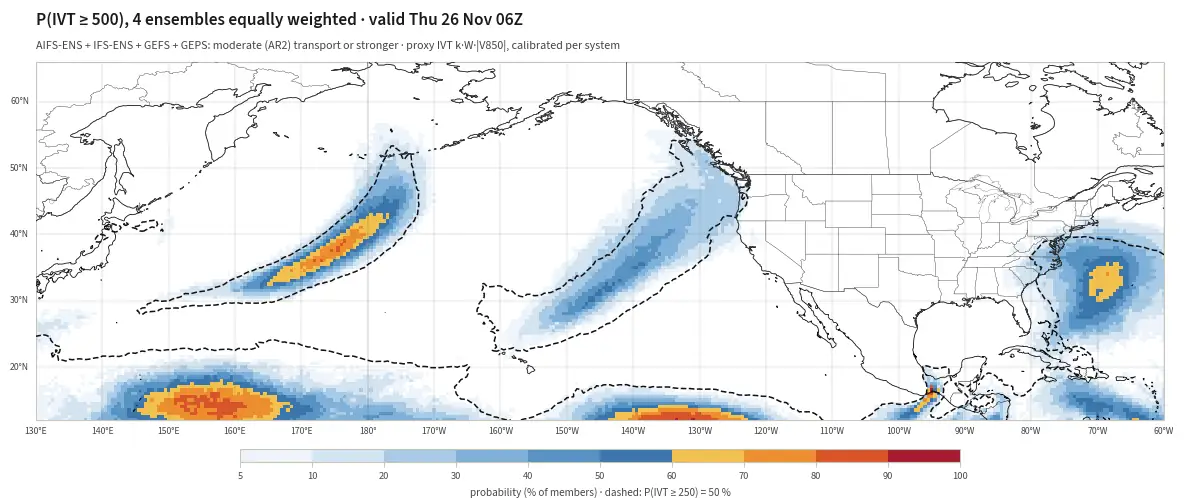 P(IVT ≥ 500), 4 ensembles equally weighted · valid Thu 26 Nov 06Z
AIFS-ENS + IFS-ENS + GEFS + GEPS: moderate (AR2) transport or stronger · proxy IVT k·W·|V850|, calibrated per system
60°N
50°N
40°N
30°N
20°N
130°E 140°E 150°E 160°E 170°E 180° 170°W 160°W 150°W 140°W 130°W 120°W 110°W 100°W 90°W 80°W 70°W 60°W
5 10 20 30 40 50 60 70 80 90 100
probability (% of members) · dashed: P(IVT ≥ 250) = 50 %